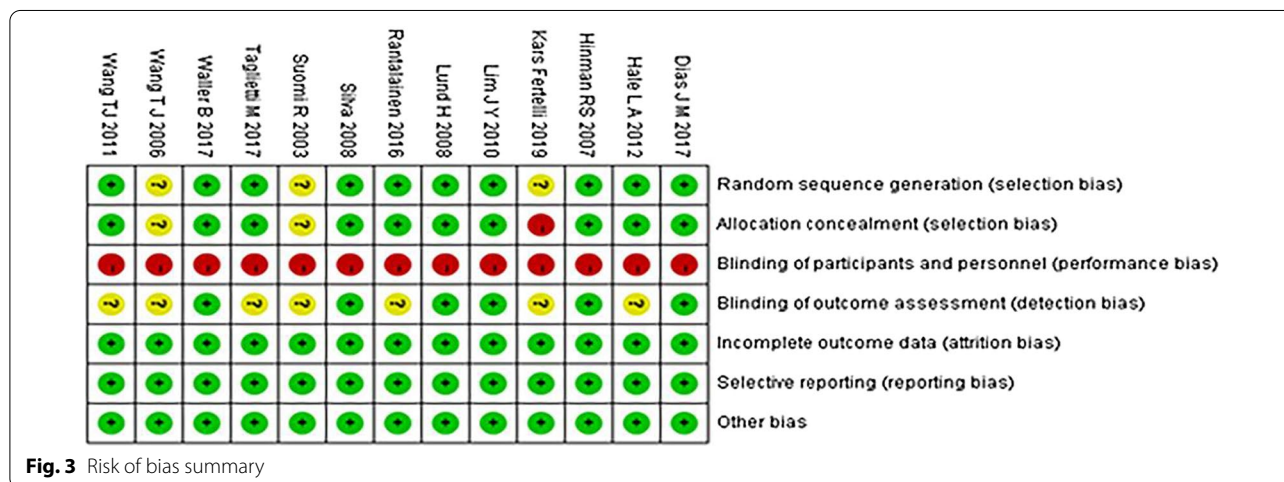 Wang TJ 2011
Wang T J 2006
Waller B 2017
Taglietti M 2017
Suomi R 2003
Silva 2008
Rantalainen 2016
Lund H 2008
Lim J Y 2010
Kars Fertelli 2019
Hinman RS 2007
Hale L A 2012
Dias J M 2017
+ ? + + ? + + + + ? + + + Random sequence generation (selection bias)
+ ? + + ? + + + + - + + + Allocation concealment (selection bias)
- - - - - - - - - - - - - Blinding of participants and personnel (performance bias)
? ? + ? ? + ? + + ? + ? + Blinding of outcome assessment (detection bias)
+ + + + + + + + + + + + + Incomplete outcome data (attrition bias)
+ + + + + + + + + + + + + Selective reporting (reporting bias)
+ + + + + + + + + + + + + Other bias
Fig. 3 Risk of bias summary